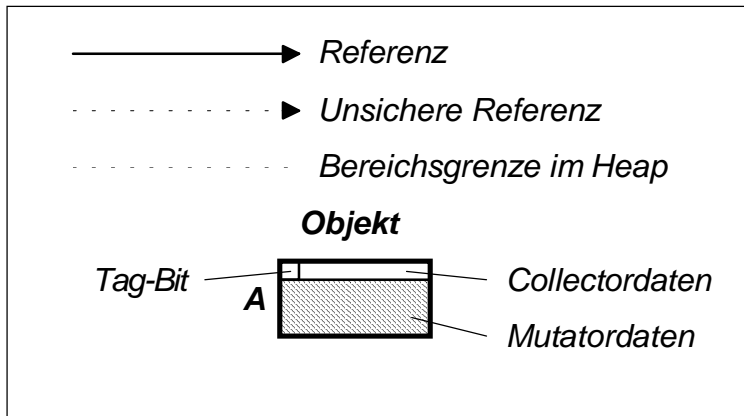 Referenz
Unsichere Referenz
Bereichsgrenze im Heap
Objekt
Tag-Bit
Collectordaten
A
Mutatordaten